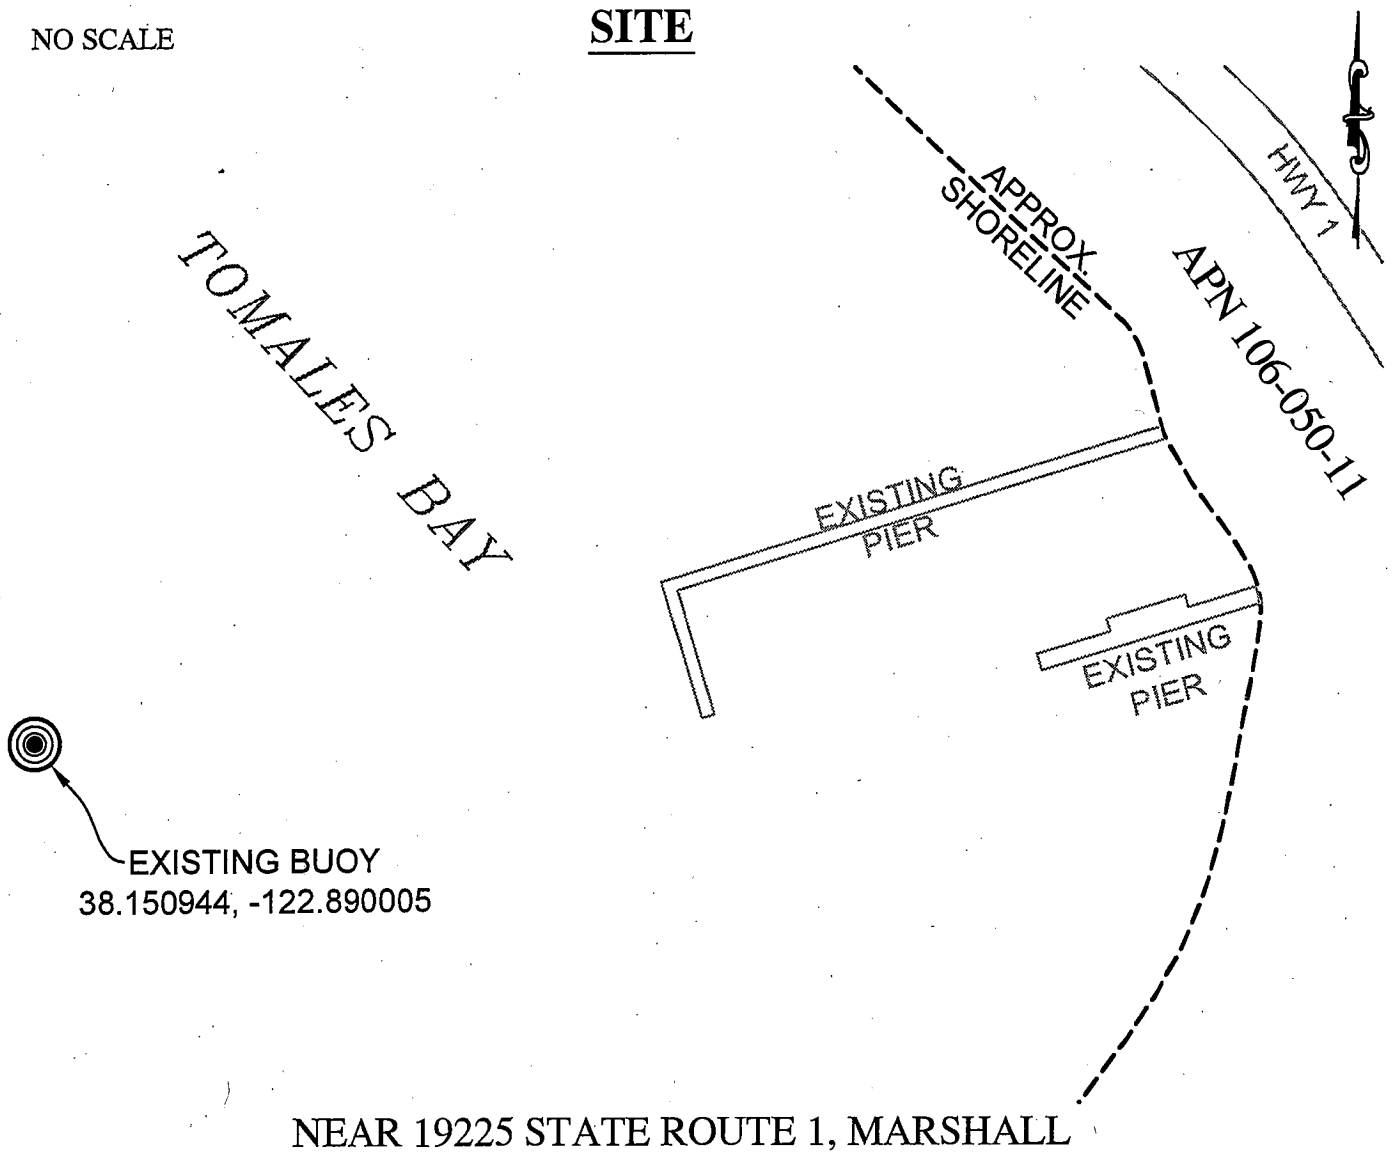 NO SCALE
SITE
HWY 1
APPROX.
SHORELINE
APN 106-050-11
TOMALES BAY
EXISTING
PIER
EXISTING
PIER
EXISTING BUOY
38.150944, -122.890005
NEAR 19225 STATE ROUTE 1, MARSHALL